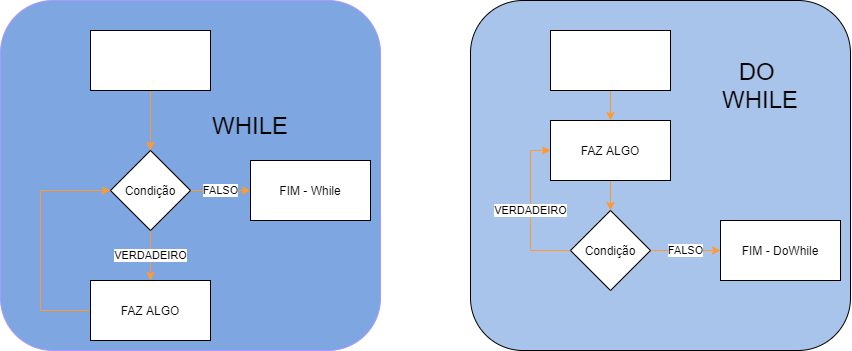 WHILE
Condição
FALSO
FIM - While
VERDADEIRO
FAZ ALGO
DO
WHILE
FAZ ALGO
VERDADEIRO
Condição
FALSO
FIM - DoWhile